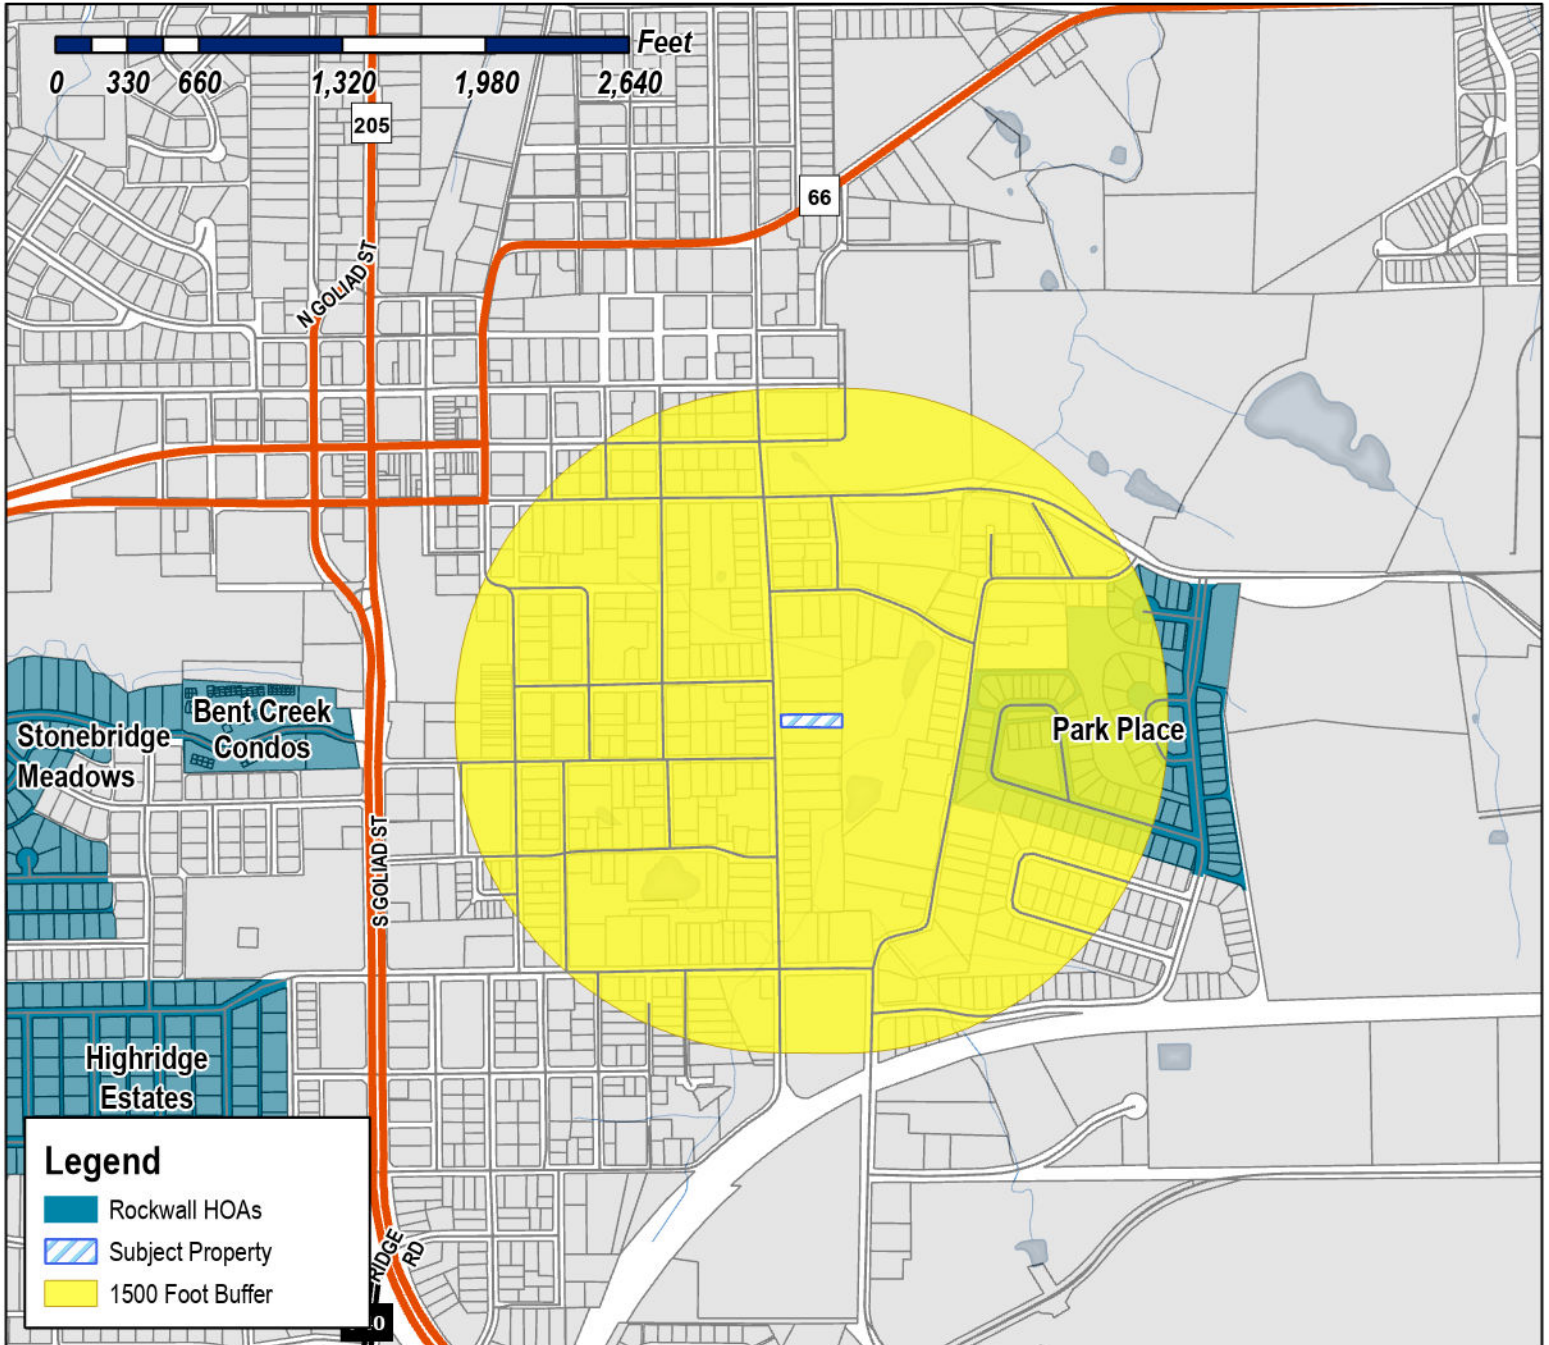 Feet
0 330 660 1,320 1,980 2,640
205
66
N GOLIAD ST
Bent Creek
Condos
Stonebridge
Meadows
Park Place
S GOLIAD ST
Highridge
Estates
RIDGE
RD
Legend
Rockwall HOAs
Subject Property
1500 Foot Buffer